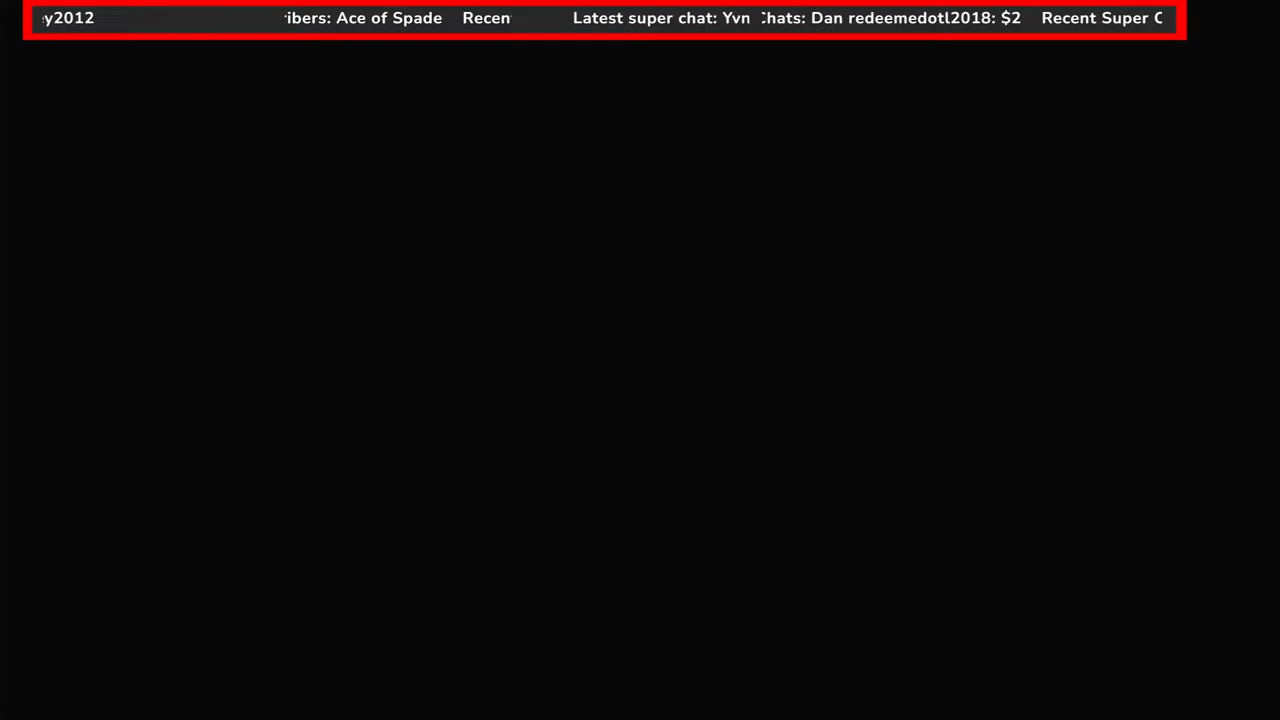 y2012 ibers: Ace of Spade Recen Latest super chat: Yvn hats: Dan redeemedotl2018: $2 Recent Super C